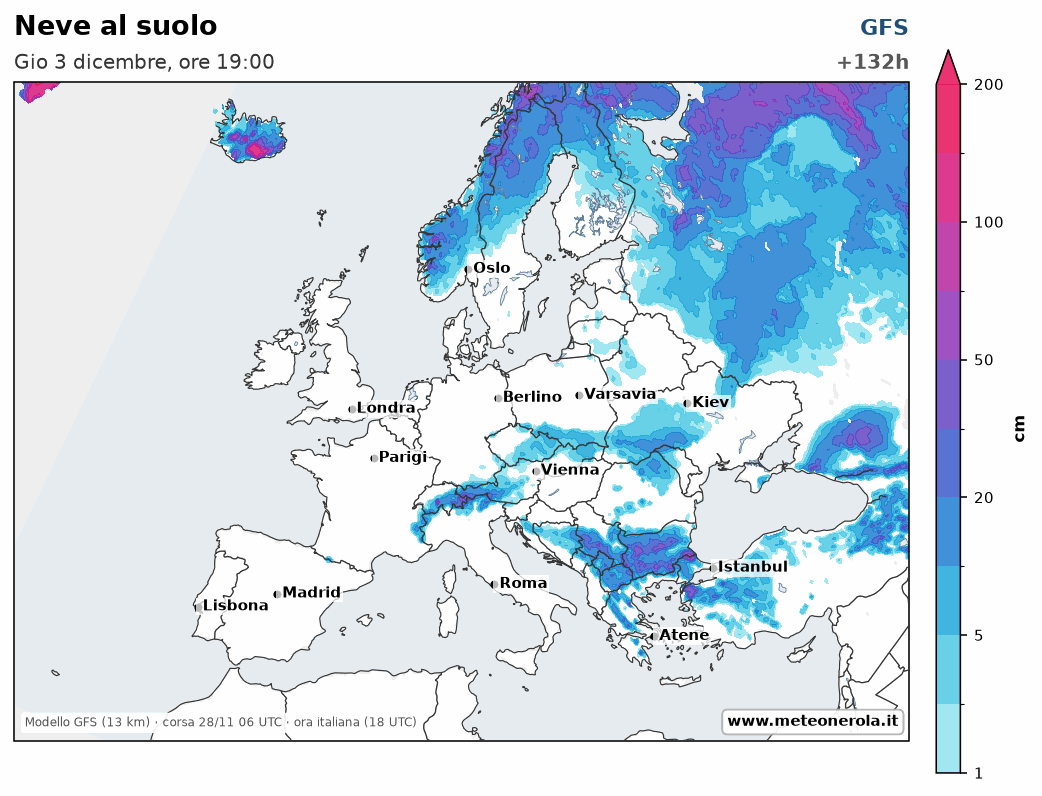 Neve al suolo
GFS
Gio 3 dicembre, ore 19:00
+132h
200
100
50
20
5
1
cm
Oslo
Londra
Berlino
Varsavia
Kiev
Parigi
Vienna
Istanbul
Roma
Madrid
Lisbona
Atene
Modello GFS (13 km) · corsa 28/11 06 UTC · ora italiana (18 UTC)
www.meteonerola.it